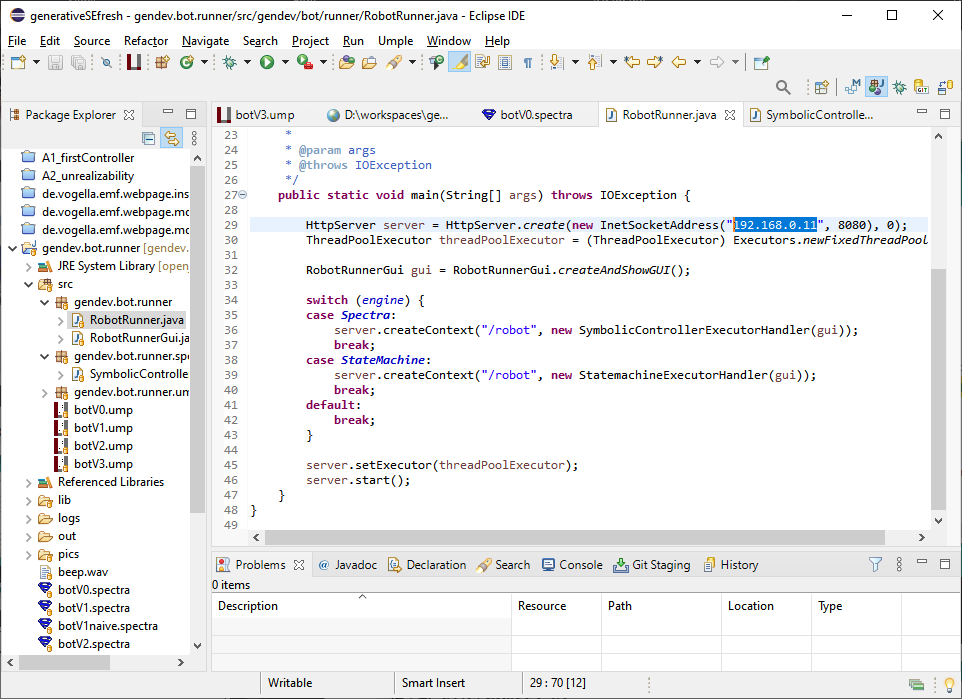 generativeSEfresh - gendev.bot.runner/src/gendev/bot/runner/RobotRunner.java - Eclipse IDE
File Edit Source Refactor Navigate Search Project Run Umple Window Help
Package Explorer
A1_firstController
A2_unrealizability
de.vogella.emf.webpage.ins
de.vogella.emf.webpage.mc
de.vogella.emf.webpage.mc
gendev.bot.runner [gendev.
JRE System Library [open
src
gendev.bot.runner
RobotRunner.java
RobotRunnerGui.ja
gendev.bot.runner.spe
SymbolicControlle
gendev.bot.runner.um
botV0.ump
botV1.ump
botV2.ump
botV3.ump
Referenced Libraries
lib
logs
out
pics
beep.wav
botV0.spectra
botV1.spectra
botV1naive.spectra
botV2.spectra
botV3.ump D:\workspaces\ge... botV0.spectra RobotRunner.java SymbolicControlle...
23 *
24 * @param args
25 * @throws IOException
26 */
27 public static void main(String[] args) throws IOException {
28
29 HttpServer server = HttpServer.create(new InetSocketAddress("192.168.0.11", 8080), 0);
30 ThreadPoolExecutor threadPoolExecutor = (ThreadPoolExecutor) Executors.newFixedThreadPool
31
32 RobotRunnerGui gui = RobotRunnerGui.createAndShowGUI();
33
34 switch (engine) {
35 case Spectra:
36 server.createContext("/robot", new SymbolicControllerExecutorHandler(gui));
37 break;
38 case StateMachine:
39 server.createContext("/robot", new StatemachineExecutorHandler(gui));
40 break;
41 default:
42 break;
43 }
44
45 server.setExecutor(threadPoolExecutor);
46 server.start();
47 }
48 }
49
Problems Javadoc Declaration Search Console Git Staging History
0 items
Description Resource Path Location Type
Writable Smart Insert 29 : 70 [12]